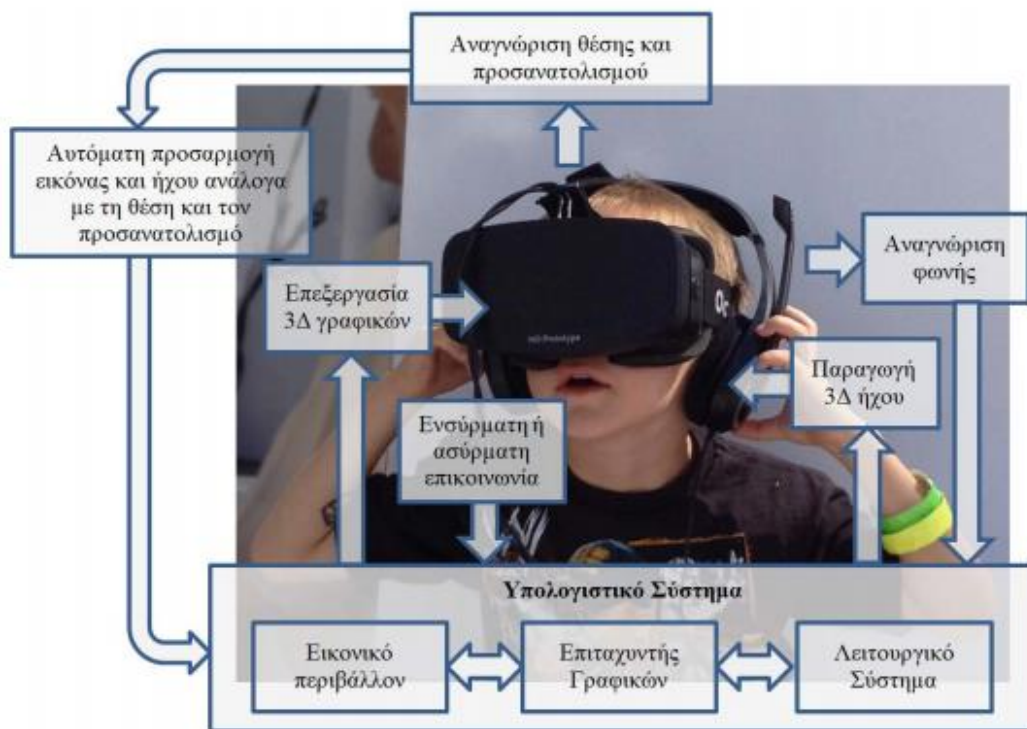 Αναγνώριση θέσης και
προσανατολισμού
Αυτόματη προσαρμογή
εικόνας και ήχου ανάλογα
με τη θέση και τον
προσανατολισμό
Αναγνώριση
φωνής
Επεξεργασία
3Δ γραφικών
Παραγωγή
3Δ ήχου
Ενσύρματη ή
ασύρματη
επικοινωνία
Υπολογιστικό Σύστημα
Εικονικό
περιβάλλον
Επιταχυντής
Γραφικών
Λειτουργικό
Σύστημα